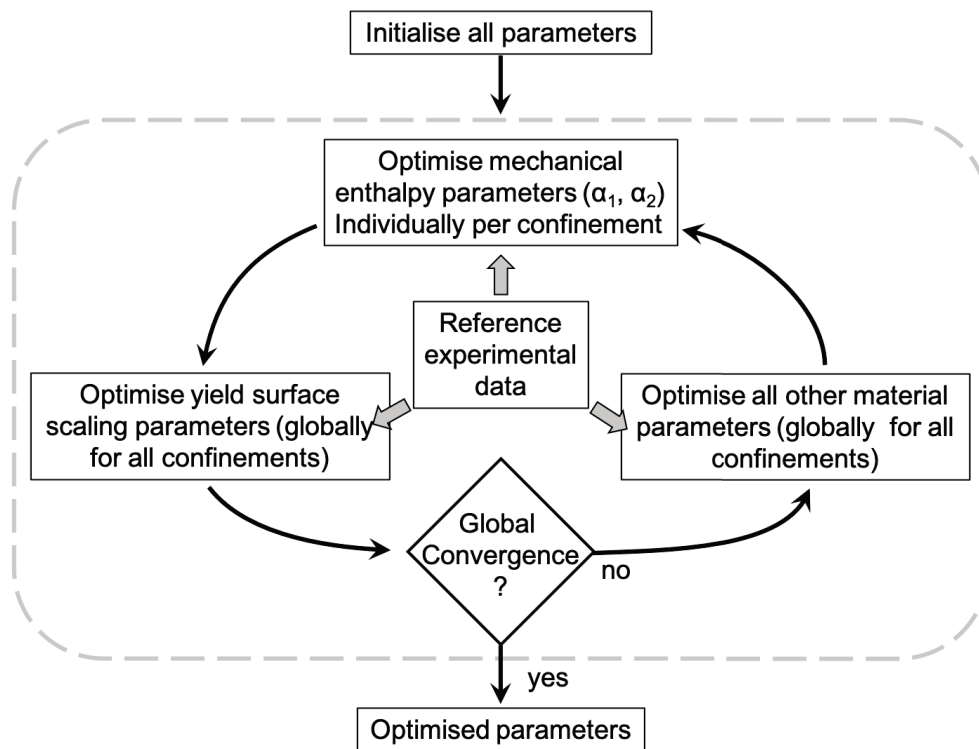 Initialise all parameters
Optimise mechanical
enthalpy parameters (α₁, α₂)
Individually per confinement
Reference
experimental
data
Optimise yield surface
scaling parameters (globally
for all confinements)
Optimise all other material
parameters (globally for all
confinements)
Global
Convergence
?
no
yes
Optimised parameters